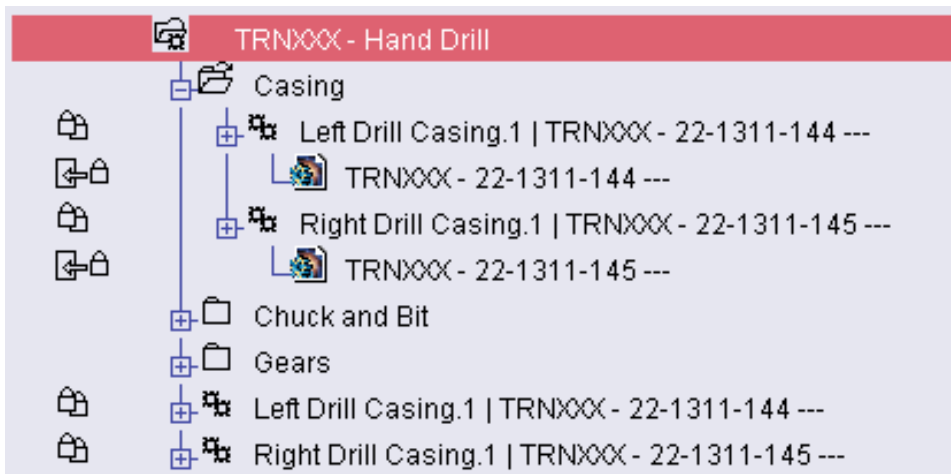 TRNXXX - Hand Drill
Casing
Left Drill Casing.1 | TRNXXX - 22-1311-144 ---
TRNXXX - 22-1311-144 ---
Right Drill Casing.1 | TRNXXX - 22-1311-145 ---
TRNXXX - 22-1311-145 ---
Chuck and Bit
Gears
Left Drill Casing.1 | TRNXXX - 22-1311-144 ---
Right Drill Casing.1 | TRNXXX - 22-1311-145 ---